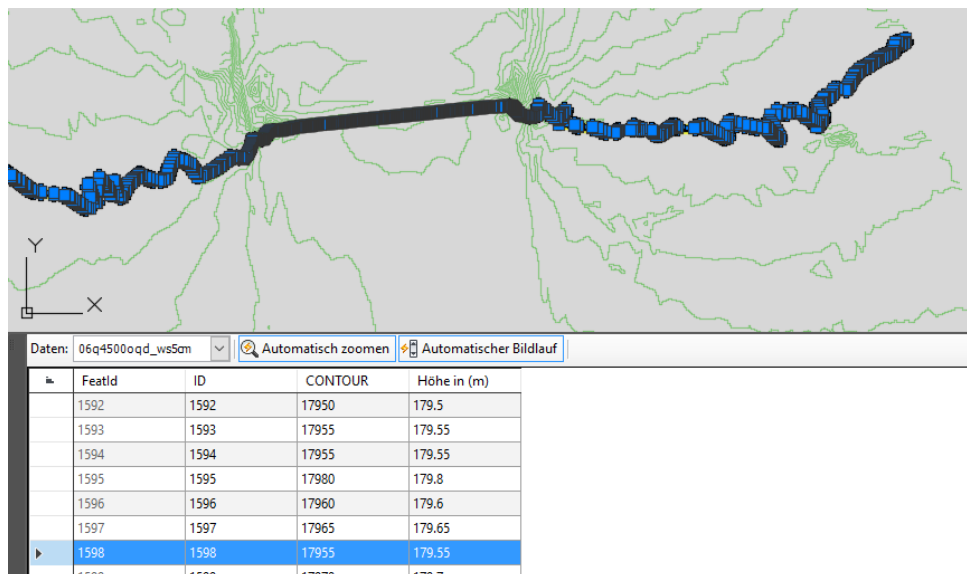 Y
X
Daten: 06q4500oqd_ws5cm Automatisch zoomen Automatischer Bildlauf
FeatId ID CONTOUR Höhe in (m)
1592 1592 17950 179.5
1593 1593 17955 179.55
1594 1594 17955 179.55
1595 1595 17980 179.8
1596 1596 17960 179.6
1597 1597 17965 179.65
1598 1598 17955 179.55